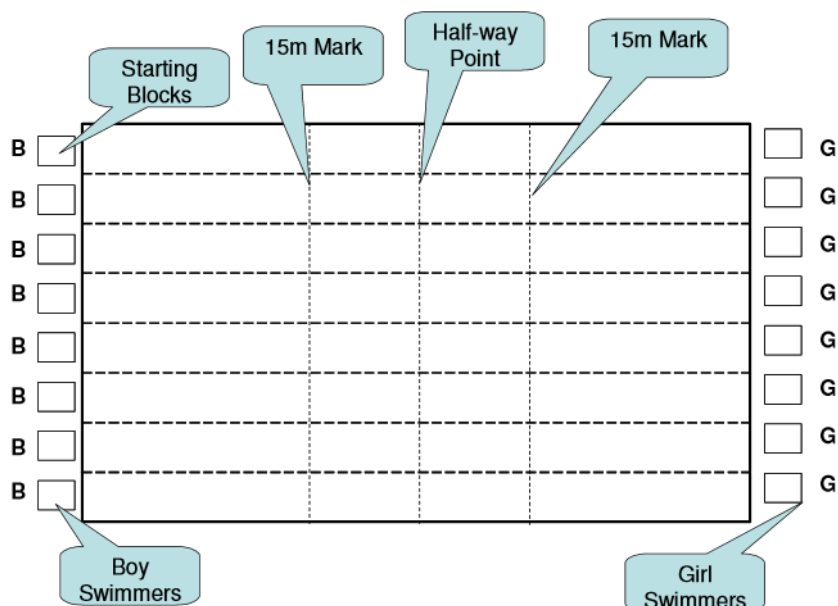 Starting
Blocks
15m Mark
Half-way
Point
15m Mark
B
G
B
G
B
G
B
G
B
G
B
G
B
G
B
G
Boy
Swimmers
Girl
Swimmers